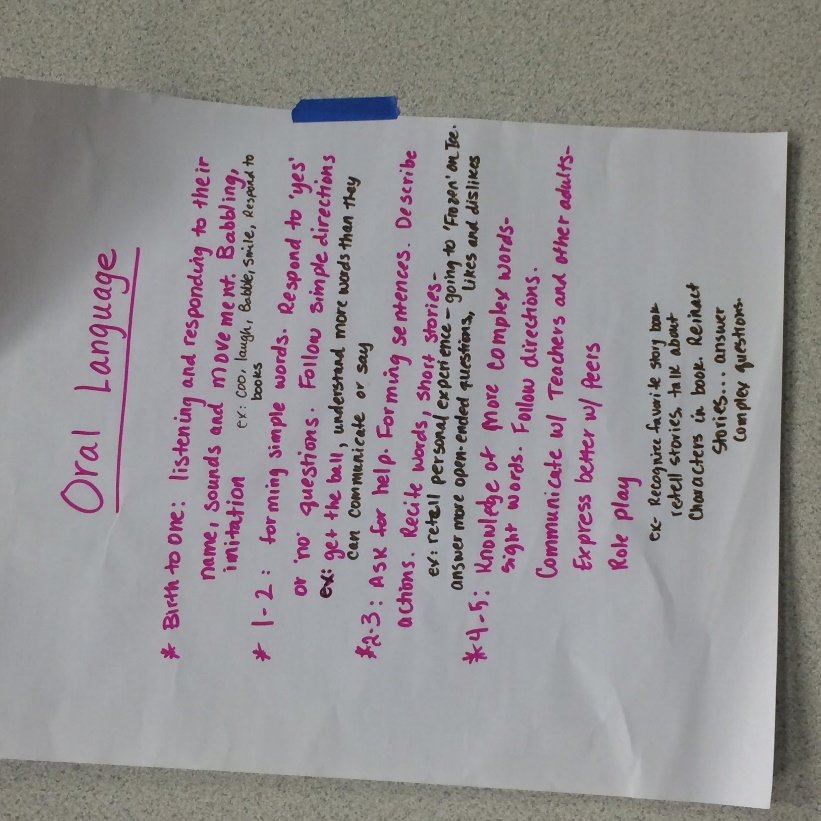 Oral Language
* Birth to one: listening and responding to their
name, sounds and movement. Babbling,
imitation ex: coo, laugh, Babble, smile, Respond to
books
* 1-2: forming simple words. Respond to 'yes'
or 'no' questions. Follow simple directions
ex: get the ball, understand more words than they
can communicate or say
*2-3: Ask for help. Forming sentences. Describe
actions. Recite words, short stories-
ex: retell personal experience - going to 'Frozen' on Ice.
answer more open-ended questions, likes and dislikes
*4-5: Knowledge of more complex words-
sight words. Follow directions.
Communicate w/ Teachers and other adults-
Express better w/ Peers
Role play
ex- Recognize favorite story book
retell stories, talk about
Characters in book. Reinact
stories... answer
complex questions.